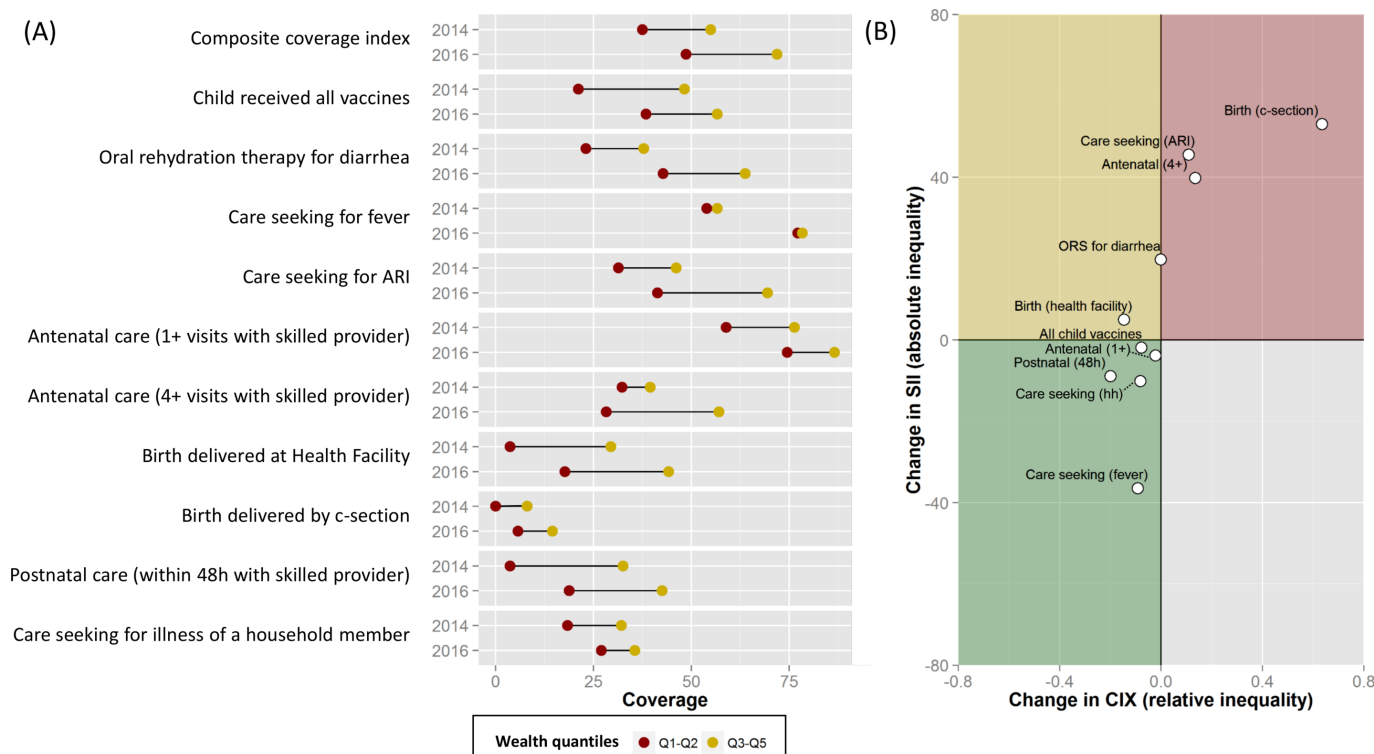 (A)
Composite coverage index
2014
2016
Child received all vaccines
2014
2016
Oral rehydration therapy for diarrhea
2014
2016
Care seeking for fever
2014
2016
Care seeking for ARI
2014
2016
Antenatal care (1+ visits with skilled provider)
2014
2016
Antenatal care (4+ visits with skilled provider)
2014
2016
Birth delivered at Health Facility
2014
2016
Birth delivered by c-section
2014
2016
Postnatal care (within 48h with skilled provider)
2014
2016
Care seeking for illness of a household member
2014
2016
0 25 50 75
Coverage
Wealth quantiles Q1-Q2 Q3-Q5
(B)
Change in SII (absolute inequality)
80
40
0
-40
-80
Birth (c-section)
Care seeking (ARI)
Antenatal (4+)
ORS for diarrhea
Birth (health facility)
All child vaccines
Antenatal (1+)
Postnatal (48h)
Care seeking (hh)
Care seeking (fever)
-0.8 -0.4 0.0 0.4 0.8
Change in CIX (relative inequality)